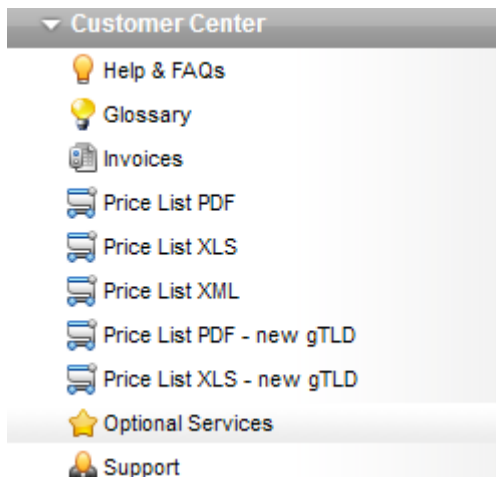 Customer Center
Help & FAQs
Glossary
Invoices
Price List PDF
Price List XLS
Price List XML
Price List PDF - new gTLD
Price List XLS - new gTLD
Optional Services
Support